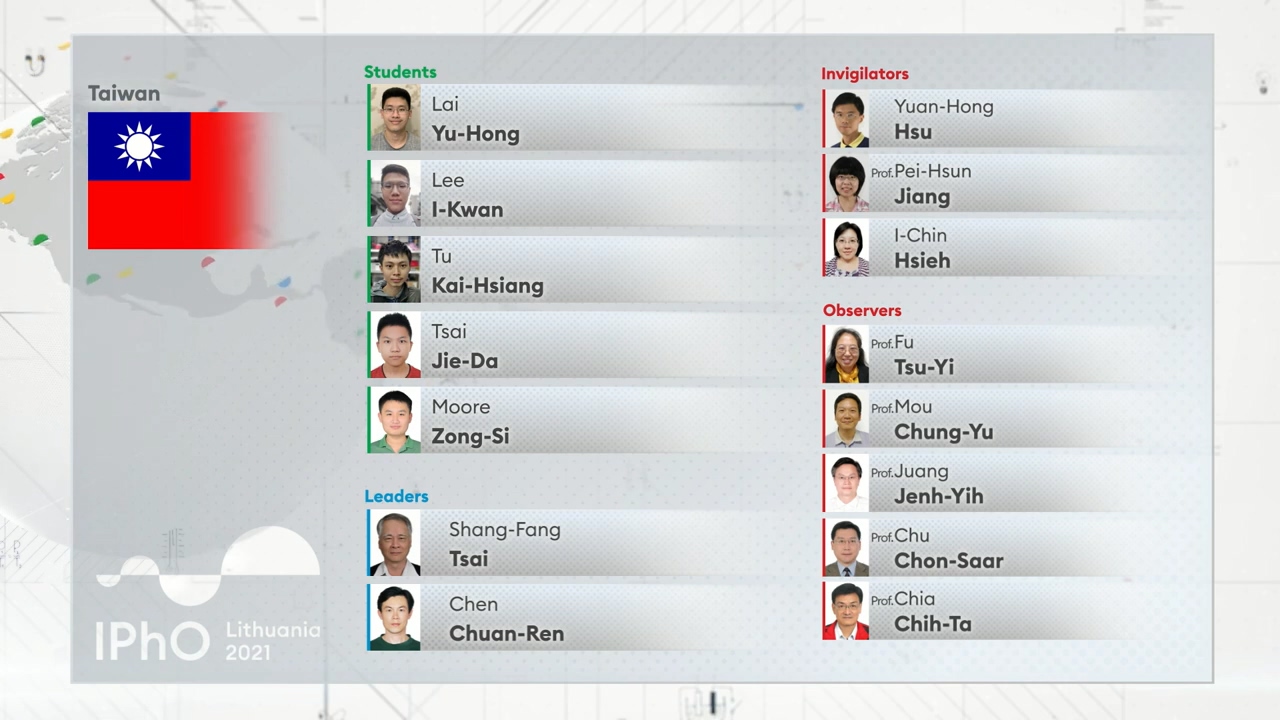 Taiwan
Students
Lai
Yu-Hong
Lee
I-Kwan
Tu
Kai-Hsiang
Tsai
Jie-Da
Moore
Zong-Si
Leaders
Shang-Fang
Tsai
Chen
Chuan-Ren
Invigilators
Yuan-Hong
Hsu
Prof. Pei-Hsun
Jiang
I-Chin
Hsieh
Observers
Prof. Fu
Tsu-Yi
Prof. Mou
Chung-Yu
Prof. Juang
Jenh-Yih
Prof. Chu
Chon-Saar
Prof. Chia
Chih-Ta
IPhO Lithuania
2021